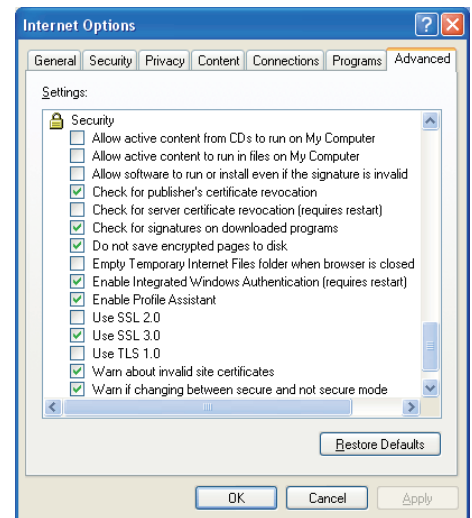 Internet Options
General Security Privacy Content Connections Programs Advanced
Settings:
Security
Allow active content from CDs to run on My Computer
Allow active content to run in files on My Computer
Allow software to run or install even if the signature is invalid
Check for publisher's certificate revocation
Check for server certificate revocation (requires restart)
Check for signatures on downloaded programs
Do not save encrypted pages to disk
Empty Temporary Internet Files folder when browser is closed
Enable Integrated Windows Authentication (requires restart)
Enable Profile Assistant
Use SSL 2.0
Use SSL 3.0
Use TLS 1.0
Warn about invalid site certificates
Warn if changing between secure and not secure mode
Restore Defaults
OK Cancel Apply